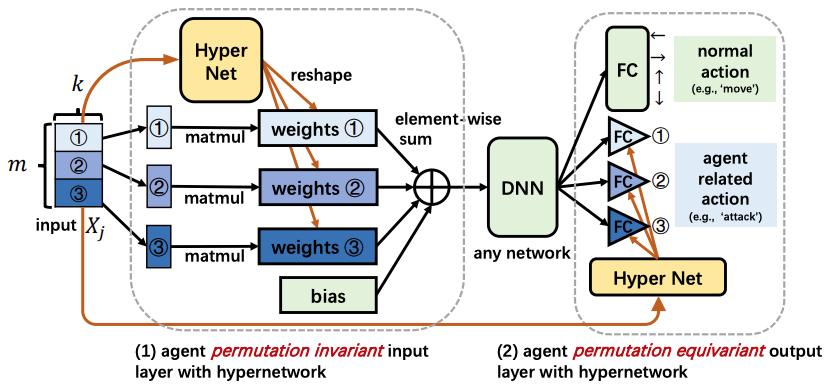 k
m
①
②
③
input X_j
Hyper
Net
reshape
①
matmul
weights ①
②
matmul
weights ②
③
matmul
weights ③
bias
element-wise
sum
DNN
any network
FC
←
→
↑
↓
normal
action
(e.g., ‘move’)
FC ①
FC ②
FC ③
agent
related
action
(e.g., ‘attack’)
Hyper Net
(1) agent permutation invariant input
layer with hypernetwork
(2) agent permutation equivariant output
layer with hypernetwork